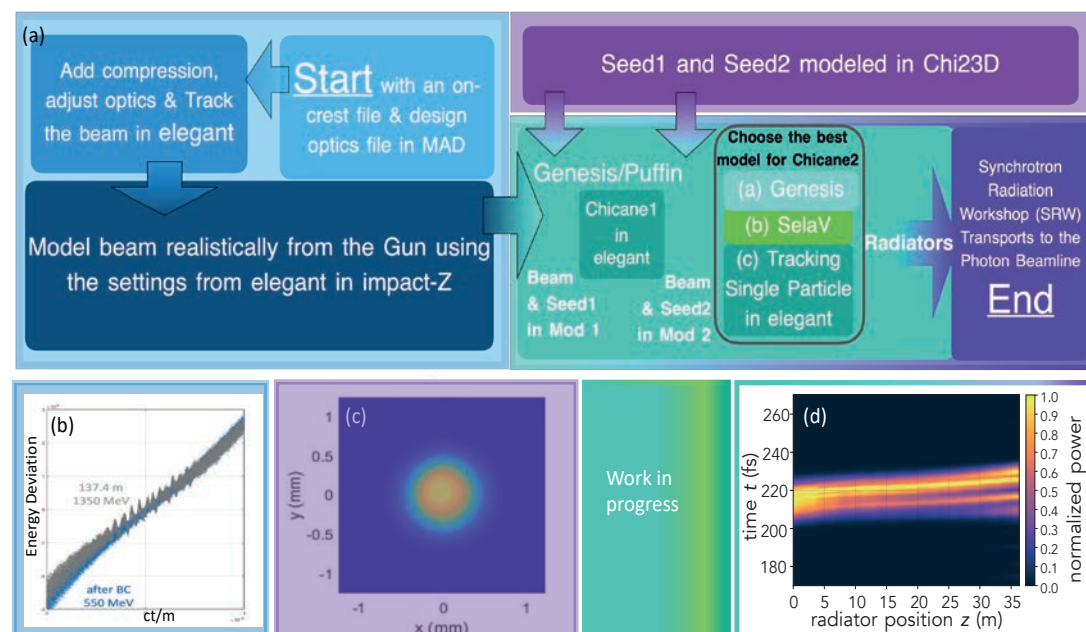 (a)
Add compression,
adjust optics & Track
the beam in elegant
Start with an on-
crest file & design
optics file in MAD
Model beam realistically from the Gun using
the settings from elegant in impact-Z
Seed1 and Seed2 modeled in Chi23D
Genesis/Puffin
Chicane1
in
elegant
Beam
& Seed1
in Mod 1
Beam
& Seed2
in Mod 2
Choose the best
model for Chicane2
(a) Genesis
(b) SelaV
(c) Tracking
Single Particle
in elegant
Radiators
Synchrotron
Radiation
Workshop (SRW)
Transports to the
Photon Beamline
End
(b)
Energy Deviation
137.4 m
1350 MeV
after BC
550 MeV
ct/m
(c)
y (mm)
1
0.5
0
-0.5
-1
-1 0 1
x (mm)
Work in
progress
(d)
time t (fs)
260
240
220
200
180
0 5 10 15 20 25 30 35
radiator position z (m)
1.0
0.9
0.8
0.7
0.6
0.5
0.4
0.3
0.2
0.1
0.0
normalized power